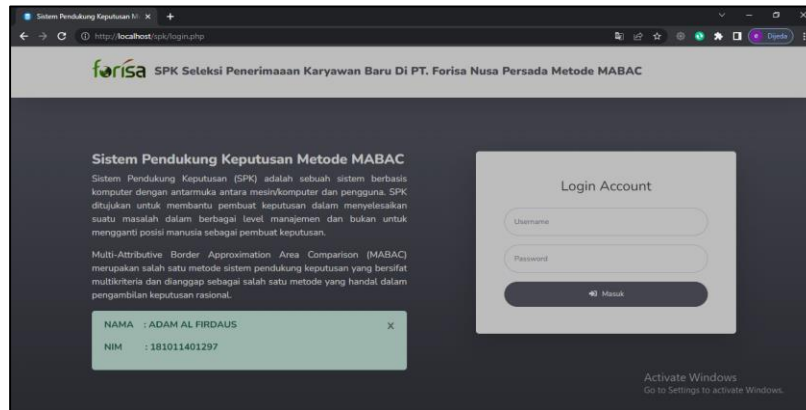 Sistem Pendukung Keputusan M
http://localhost/spk/login.php
Dijeda
forisa SPK Seleksi Penerimaaan Karyawan Baru Di PT. Forisa Nusa Persada Metode MABAC
Sistem Pendukung Keputusan Metode MABAC
Sistem Pendukung Keputusan (SPK) adalah sebuah sistem berbasis
komputer dengan antarmuka antara mesin/komputer dan pengguna. SPK
ditujukan untuk membantu pembuat keputusan dalam menyelesaikan
suatu masalah dalam berbagai level manajemen dan bukan untuk
mengganti posisi manusia sebagai pembuat keputusan.
Multi-Attributive Border Approximation Area Comparison (MABAC)
merupakan salah satu metode sistem pendukung keputusan yang bersifat
multikriteria dan dianggap sebagai salah satu metode yang handal dalam
pengambilan keputusan rasional.
NAMA : ADAM AL FIRDAUS X
NIM : 181011401297
Login Account
Username
Password
Masuk
Activate Windows
Go to Settings to activate Windows.